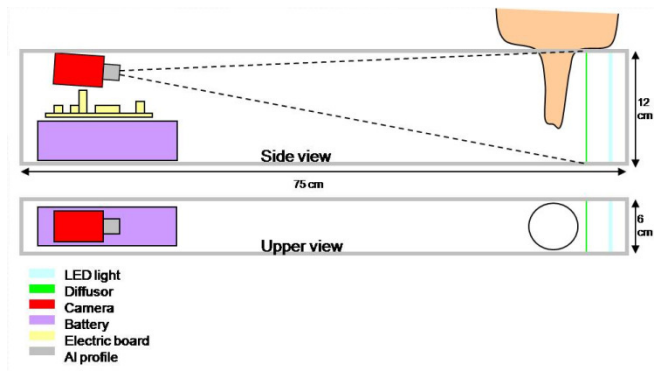 12
cm
Side view
75 cm
6
cm
Upper view
LED light
Diffusor
Camera
Battery
Electric board
Al profile